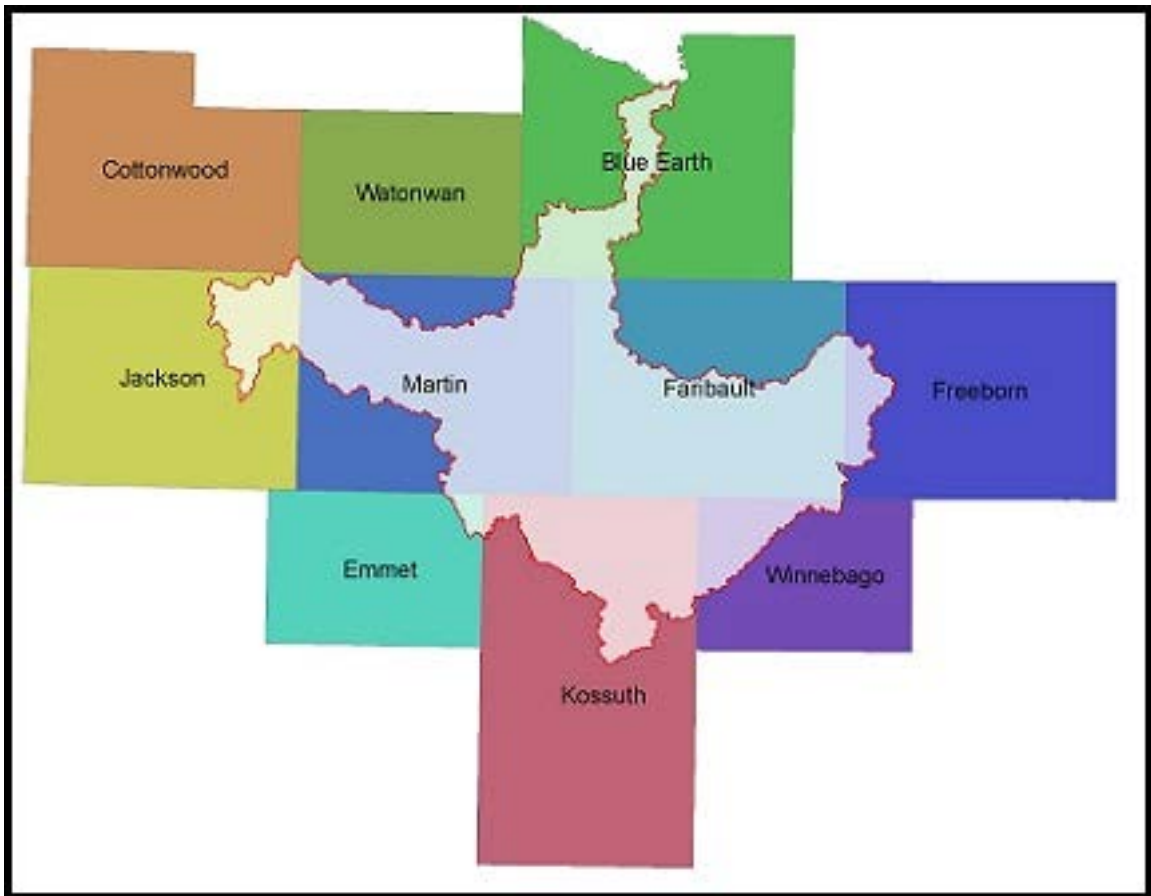 Blue Earth
Cottonwood
Watonwan
Jackson
Martin
Faribault
Freeborn
Emmet
Winnebago
Kossuth